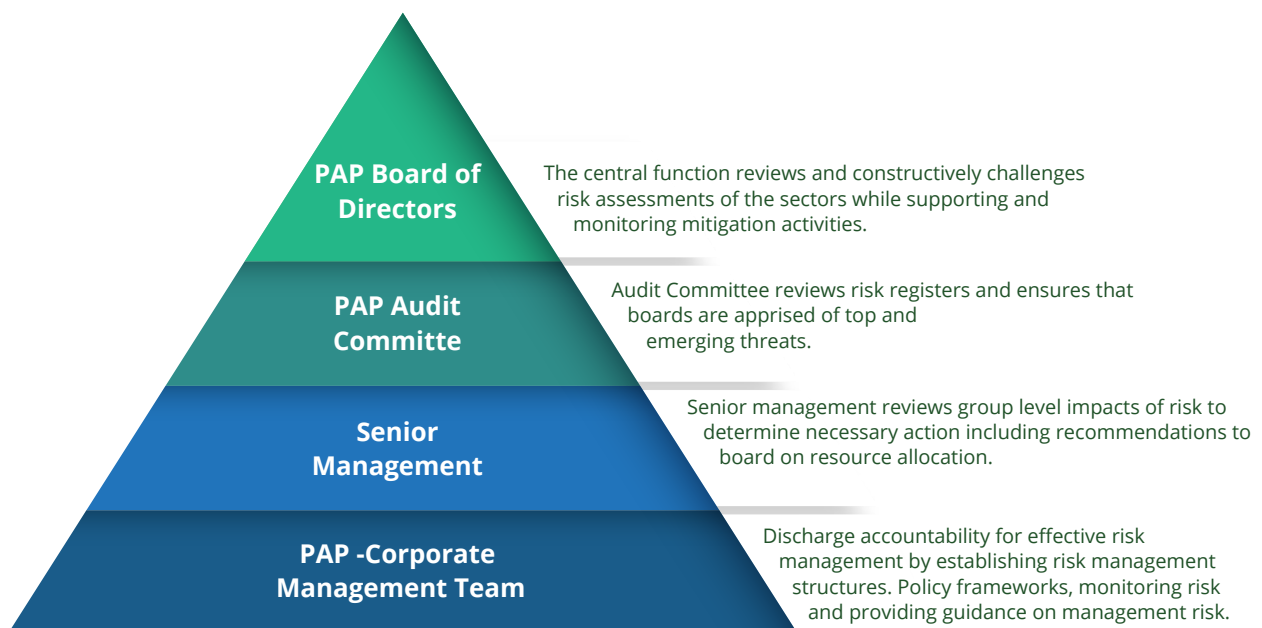 PAP Board of
Directors
The central function reviews and constructively challenges
risk assessments of the sectors while supporting and
monitoring mitigation activities.
PAP Audit
Committe
Audit Committee reviews risk registers and ensures that
boards are apprised of top and
emerging threats.
Senior
Management
Senior management reviews group level impacts of risk to
determine necessary action including recommendations to
board on resource allocation.
PAP -Corporate
Management Team
Discharge accountability for effective risk
management by establishing risk management
structures. Policy frameworks, monitoring risk
and providing guidance on management risk.